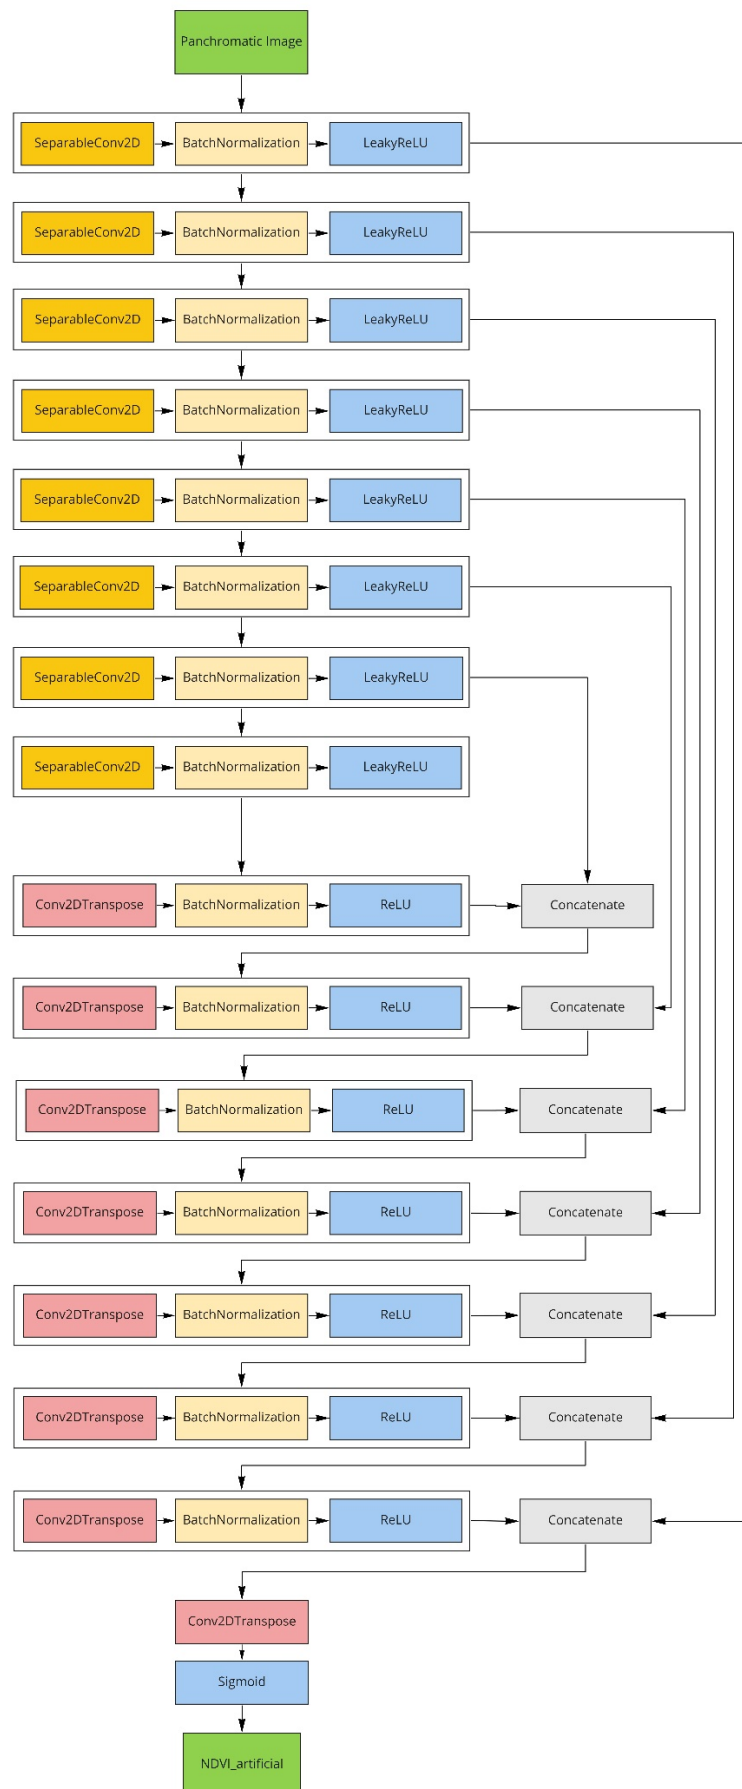 Panchromatic Image
SeparableConv2D BatchNormalization LeakyReLU
SeparableConv2D BatchNormalization LeakyReLU
SeparableConv2D BatchNormalization LeakyReLU
SeparableConv2D BatchNormalization LeakyReLU
SeparableConv2D BatchNormalization LeakyReLU
SeparableConv2D BatchNormalization LeakyReLU
SeparableConv2D BatchNormalization LeakyReLU
SeparableConv2D BatchNormalization LeakyReLU
Conv2DTranspose BatchNormalization ReLU Concatenate
Conv2DTranspose BatchNormalization ReLU Concatenate
Conv2DTranspose BatchNormalization ReLU Concatenate
Conv2DTranspose BatchNormalization ReLU Concatenate
Conv2DTranspose BatchNormalization ReLU Concatenate
Conv2DTranspose BatchNormalization ReLU Concatenate
Conv2DTranspose BatchNormalization ReLU Concatenate
Conv2DTranspose
Sigmoid
NDVI_artificial